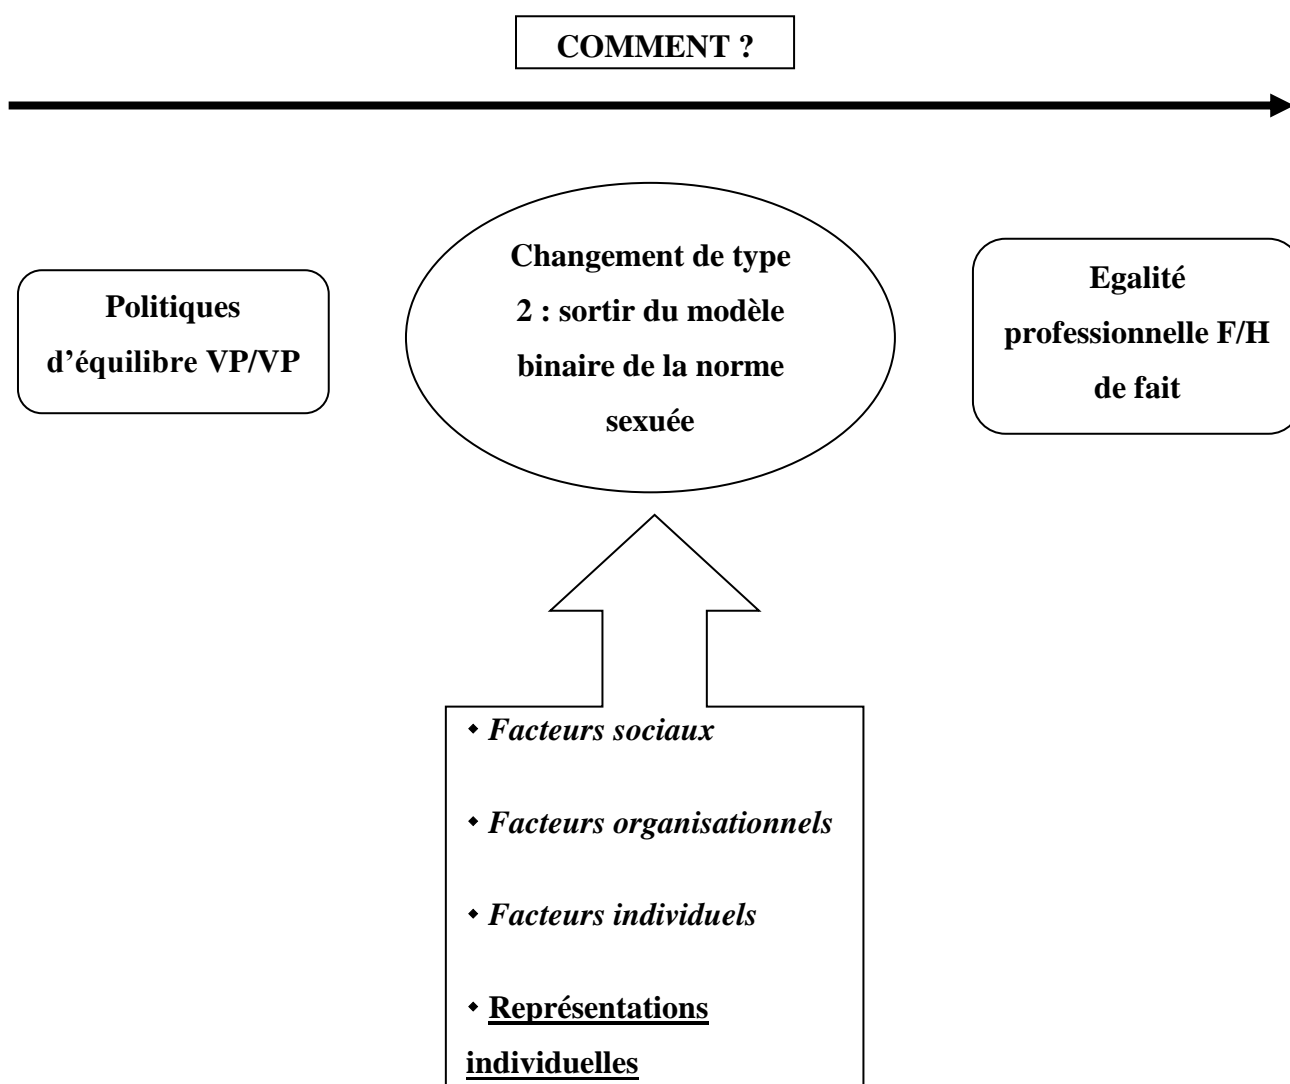 COMMENT ?
Politiques
d’équilibre VP/VP
Changement de type
2 : sortir du modèle
binaire de la norme
sexuée
Egalité
professionnelle F/H
de fait
Facteurs sociaux
Facteurs organisationnels
Facteurs individuels
Représentations
individuelles